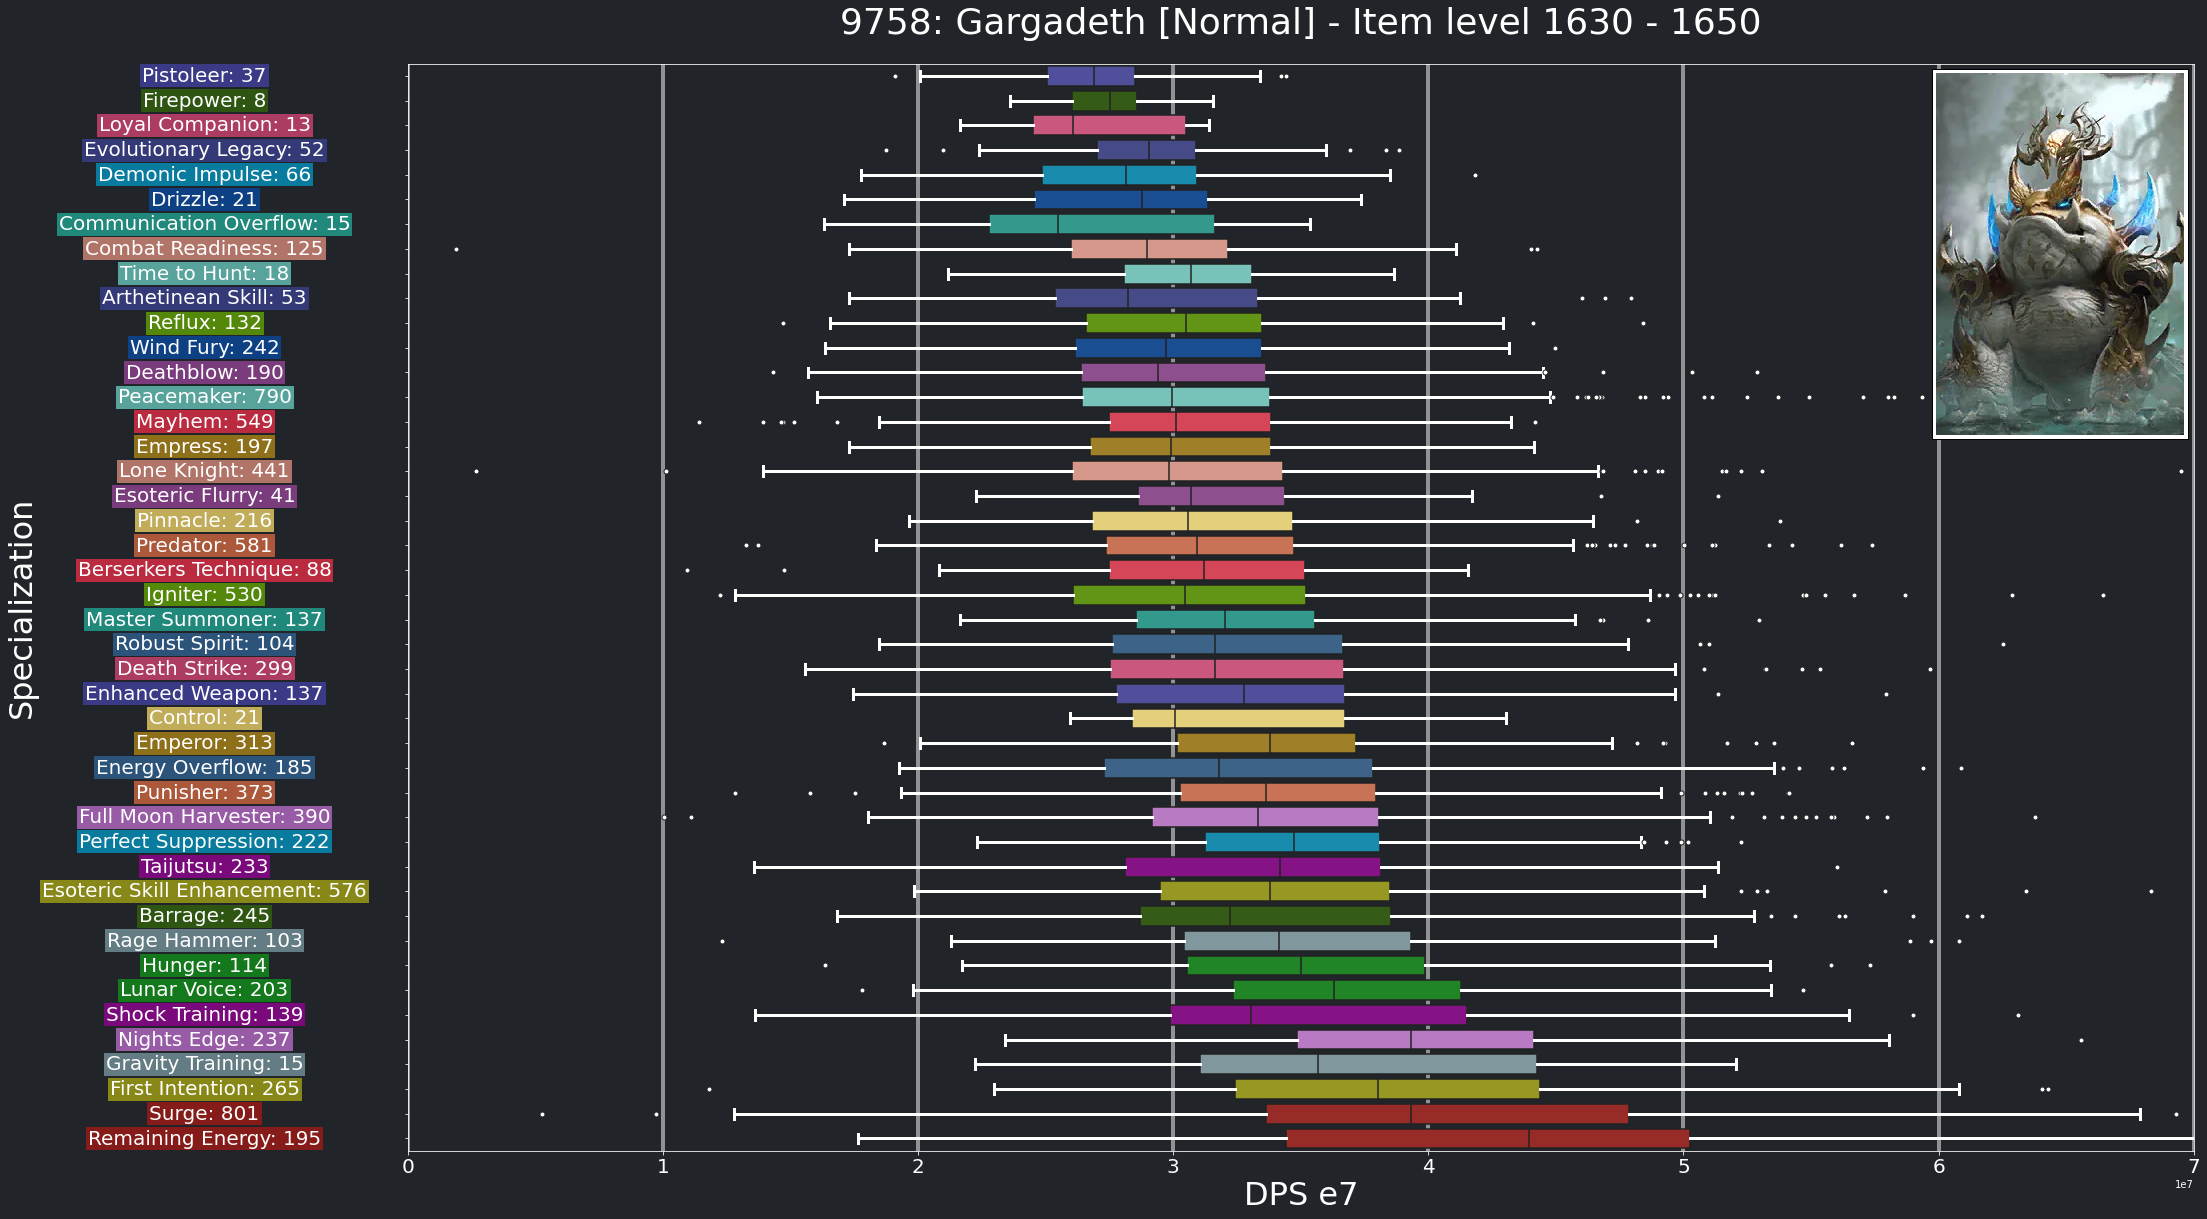 9758: Gargadeth [Normal] - Item level 1630 - 1650
Specialization
Pistoleer: 37
Firepower: 8
Loyal Companion: 13
Evolutionary Legacy: 52
Demonic Impulse: 66
Drizzle: 21
Communication Overflow: 15
Combat Readiness: 125
Time to Hunt: 18
Arthetinean Skill: 53
Reflux: 132
Wind Fury: 242
Deathblow: 190
Peacemaker: 790
Mayhem: 549
Empress: 197
Lone Knight: 441
Esoteric Flurry: 41
Pinnacle: 216
Predator: 581
Berserkers Technique: 88
Igniter: 530
Master Summoner: 137
Robust Spirit: 104
Death Strike: 299
Enhanced Weapon: 137
Control: 21
Emperor: 313
Energy Overflow: 185
Punisher: 373
Full Moon Harvester: 390
Perfect Suppression: 222
Taijutsu: 233
Esoteric Skill Enhancement: 576
Barrage: 245
Rage Hammer: 103
Hunger: 114
Lunar Voice: 203
Shock Training: 139
Nights Edge: 237
Gravity Training: 15
First Intention: 265
Surge: 801
Remaining Energy: 195
0 1 2 3 4 5 6 7
1e7
DPS e7